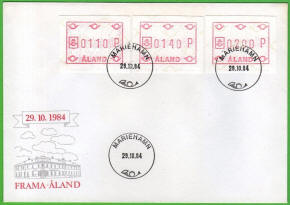 0110 P
ÅLAND
0140 P
ÅLAND
0200 P
ÅLAND
MARIEHAMN
29.10.84
MARIEHAMN
29.10.84
MARIEHAMN
29.10.84
29. 10. 1984
FRAMA-ÅLAND